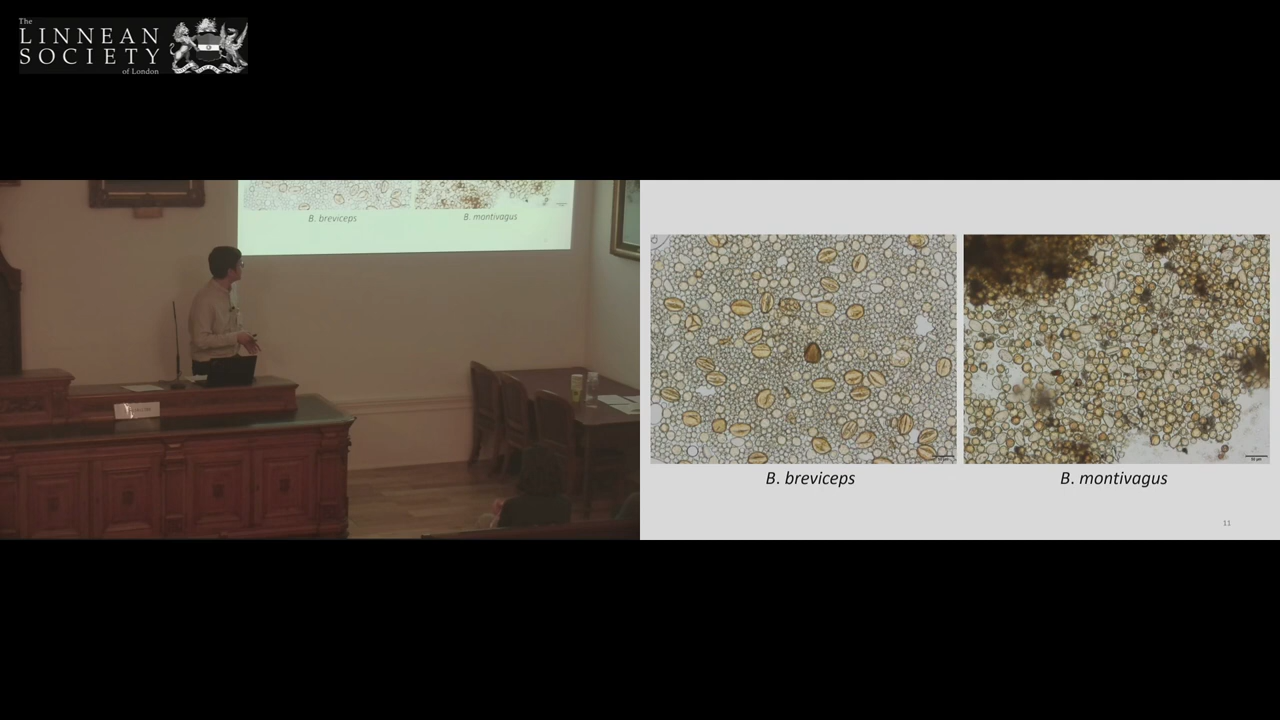 The
LINNEAN
SOCIETY
of London
B. breviceps
B. montivagus
B. breviceps
B. montivagus
11